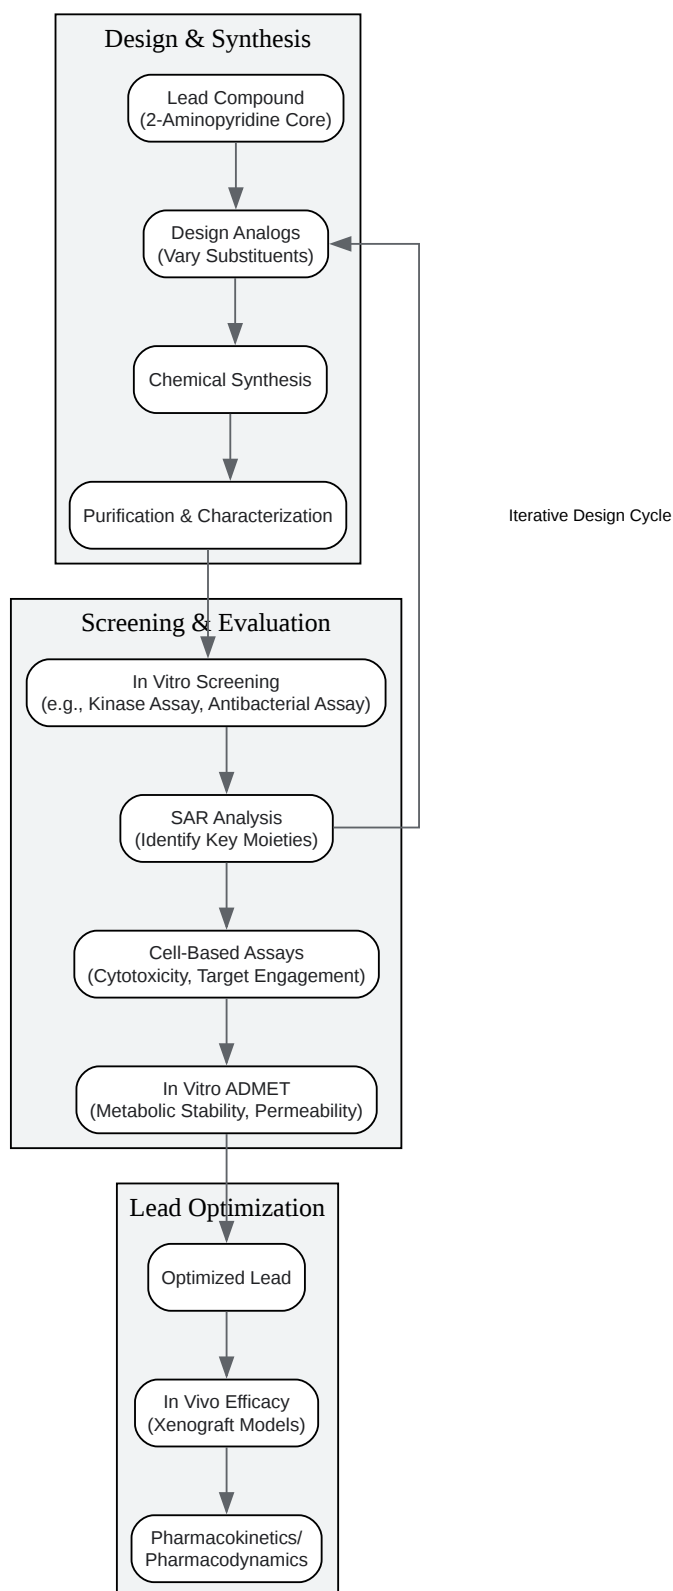 Design & Synthesis
Lead Compound
(2-Aminopyridine Core)
Design Analogs
(Vary Substituents)
Chemical Synthesis
Purification & Characterization
Iterative Design Cycle
Screening & Evaluation
In Vitro Screening
(e.g., Kinase Assay, Antibacterial Assay)
SAR Analysis
(Identify Key Moieties)
Cell-Based Assays
(Cytotoxicity, Target Engagement)
In Vitro ADMET
(Metabolic Stability, Permeability)
Lead Optimization
Optimized Lead
In Vivo Efficacy
(Xenograft Models)
Pharmacokinetics/
Pharmacodynamics